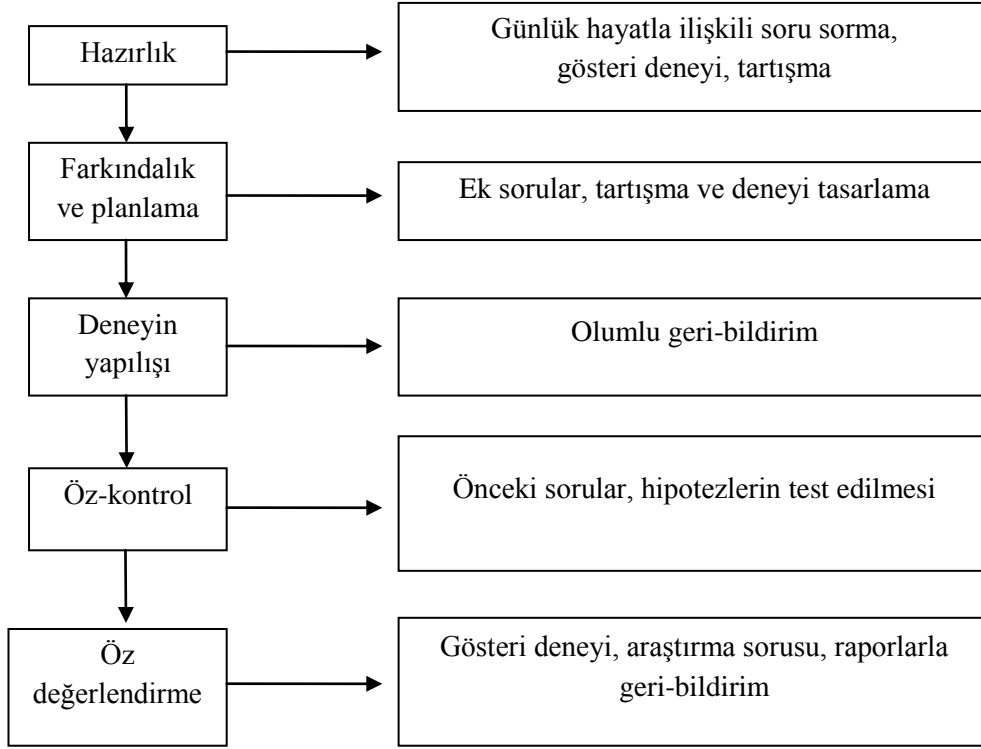 Hazırlık
Günlük hayatla ilişkili soru sorma,
gösteri deneyi, tartışma
Farkındalık
ve planlama
Ek sorular, tartışma ve deneyi tasarlama
Deneyin
yapılışı
Olumlu geri-bildirim
Öz-kontrol
Önceki sorular, hipotezlerin test edilmesi
Öz
değerlendirme
Gösteri deneyi, araştırma sorusu, raporlarla
geri-bildirim